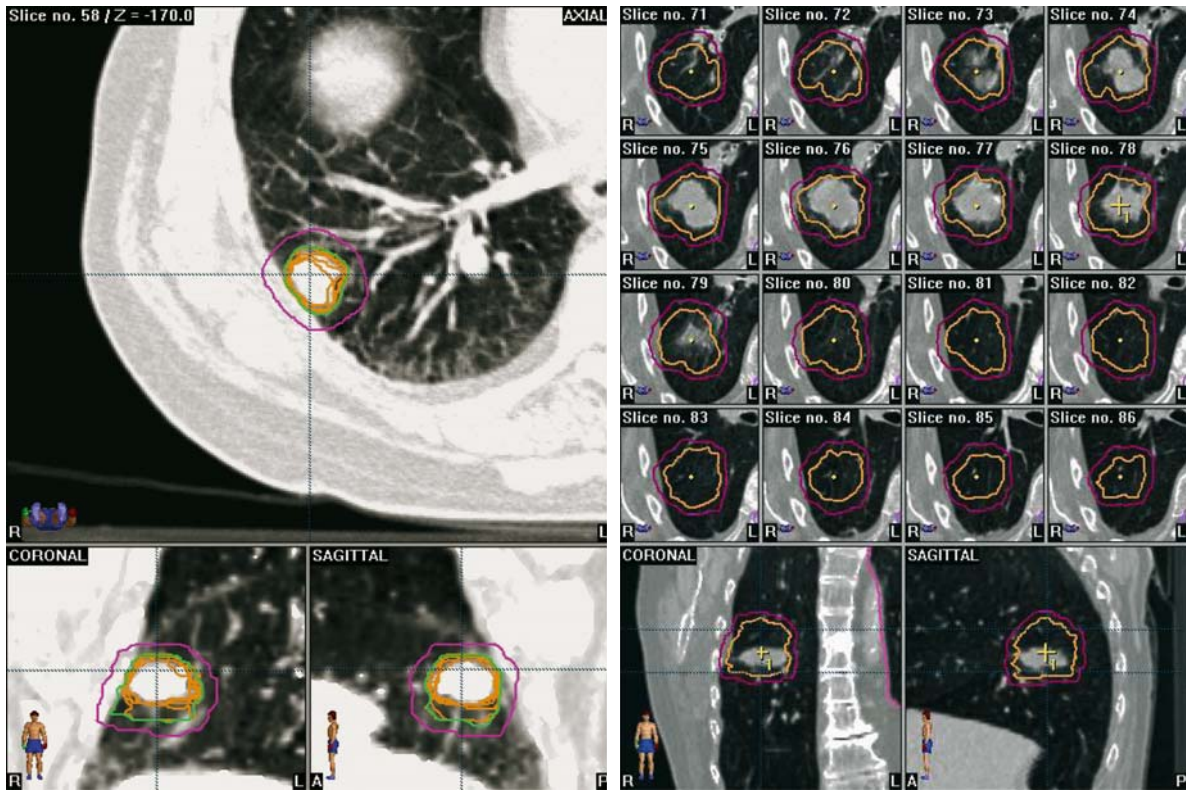 Slice no. 58 / Z = -170.0
AXIAL
R
L
CORONAL
R
L
SAGITTAL
A
P
Slice no. 71
R
L
Slice no. 72
R
L
Slice no. 73
R
L
Slice no. 74
R
L
Slice no. 75
R
L
Slice no. 76
R
L
Slice no. 77
R
L
Slice no. 78
1
R
L
Slice no. 79
R
L
Slice no. 80
R
L
Slice no. 81
R
L
Slice no. 82
R
L
Slice no. 83
R
L
Slice no. 84
R
L
Slice no. 85
R
L
Slice no. 86
R
L
CORONAL
1
R
L
SAGITTAL
1
A
P